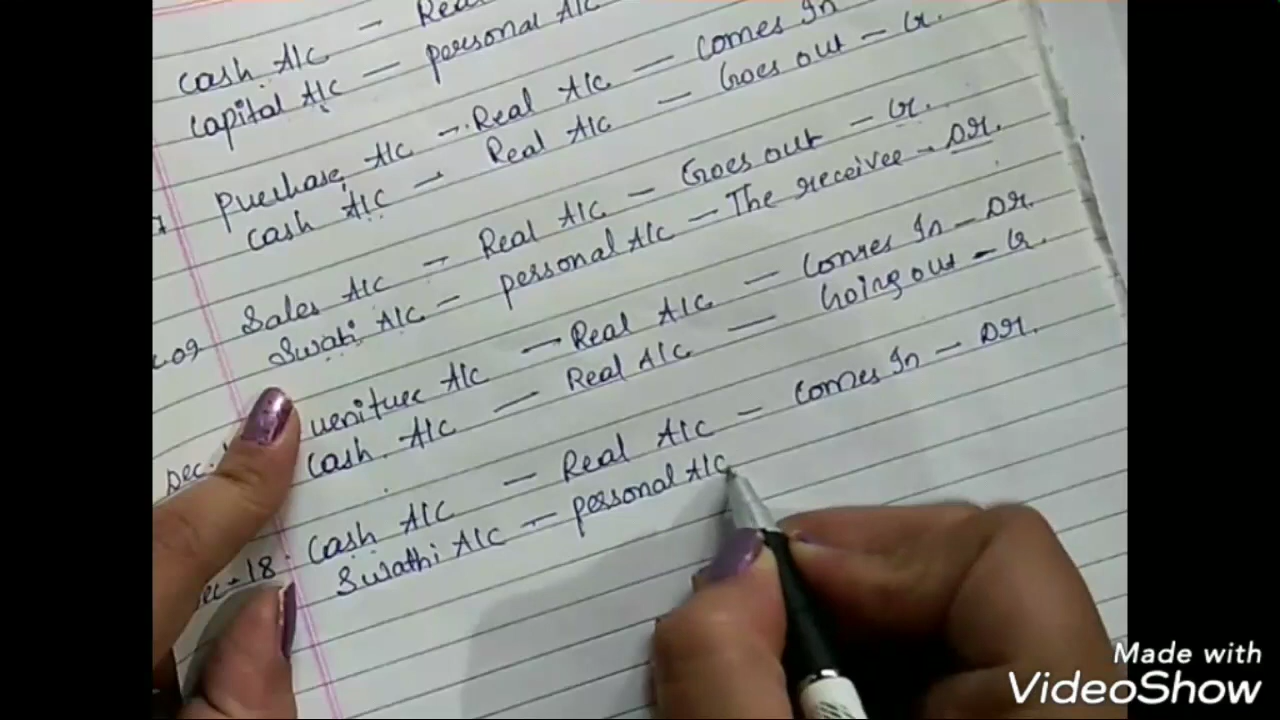 Cash A/C — Real
Capital A/C — personal A/C
Purchase A/C — Real A/C — Comes In
Cash A/C — Real A/C — Goes out — Cr.
Sales A/C — Real A/C — Goes out — Cr.
Swati A/C — personal A/C — The receiver - DR.
Cash A/C — Real A/C — Going out - Cr.
Real A/C — Comes In — DR.
Dec-18. Cash A/C — Real A/C — Comes In — DR.
Swathi A/C — personal A/C
Made with
VideoShow